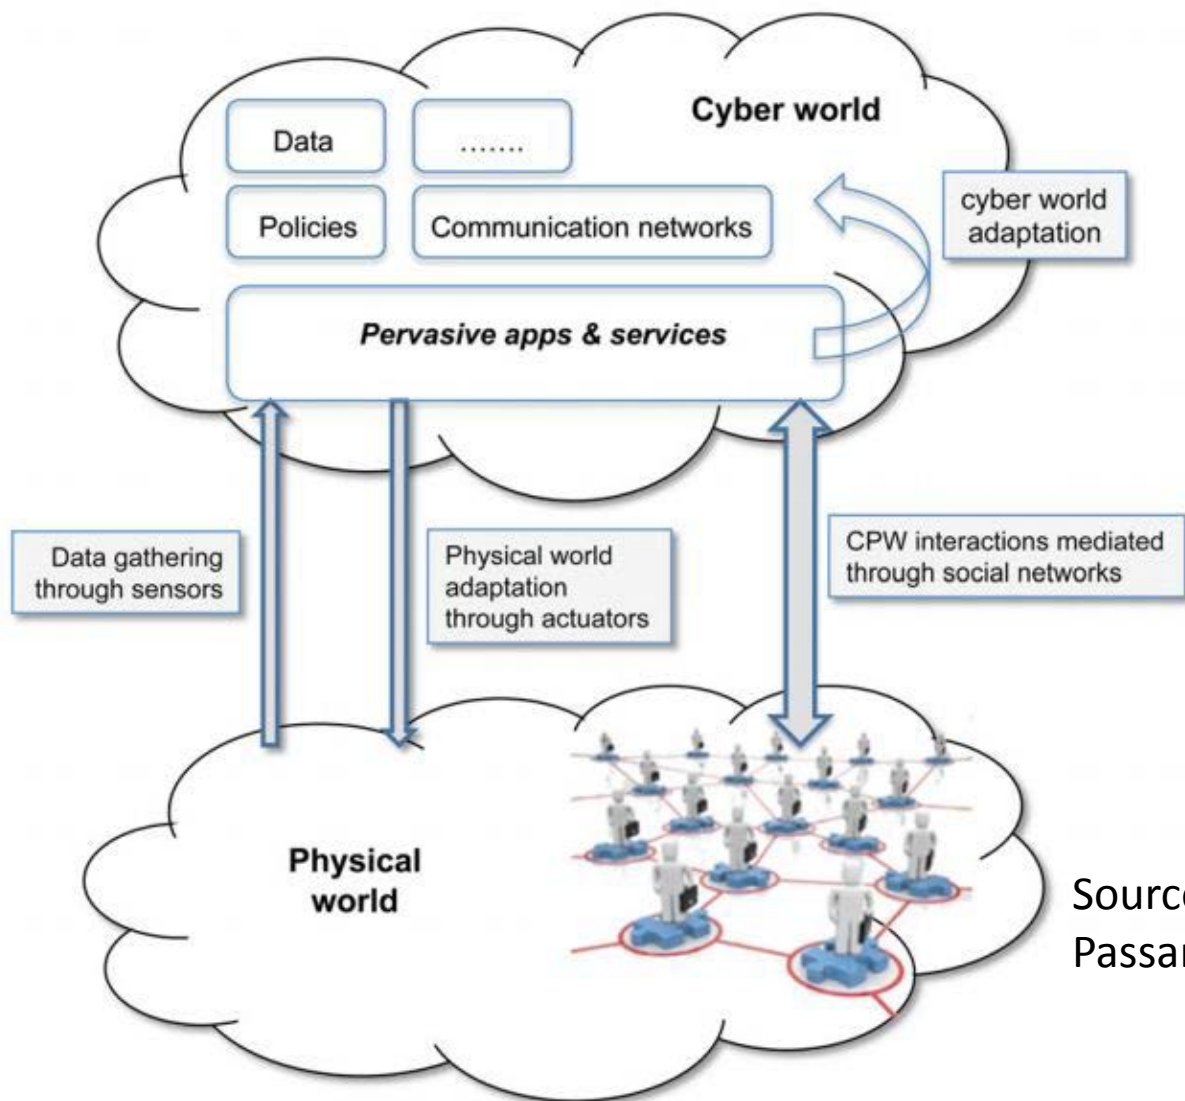 Cyber world
Data
.......
Policies
Communication networks
cyber world
adaptation
Pervasive apps & services
Data gathering
through sensors
Physical world
adaptation
through actuators
CPW interactions mediated
through social networks
Physical
world